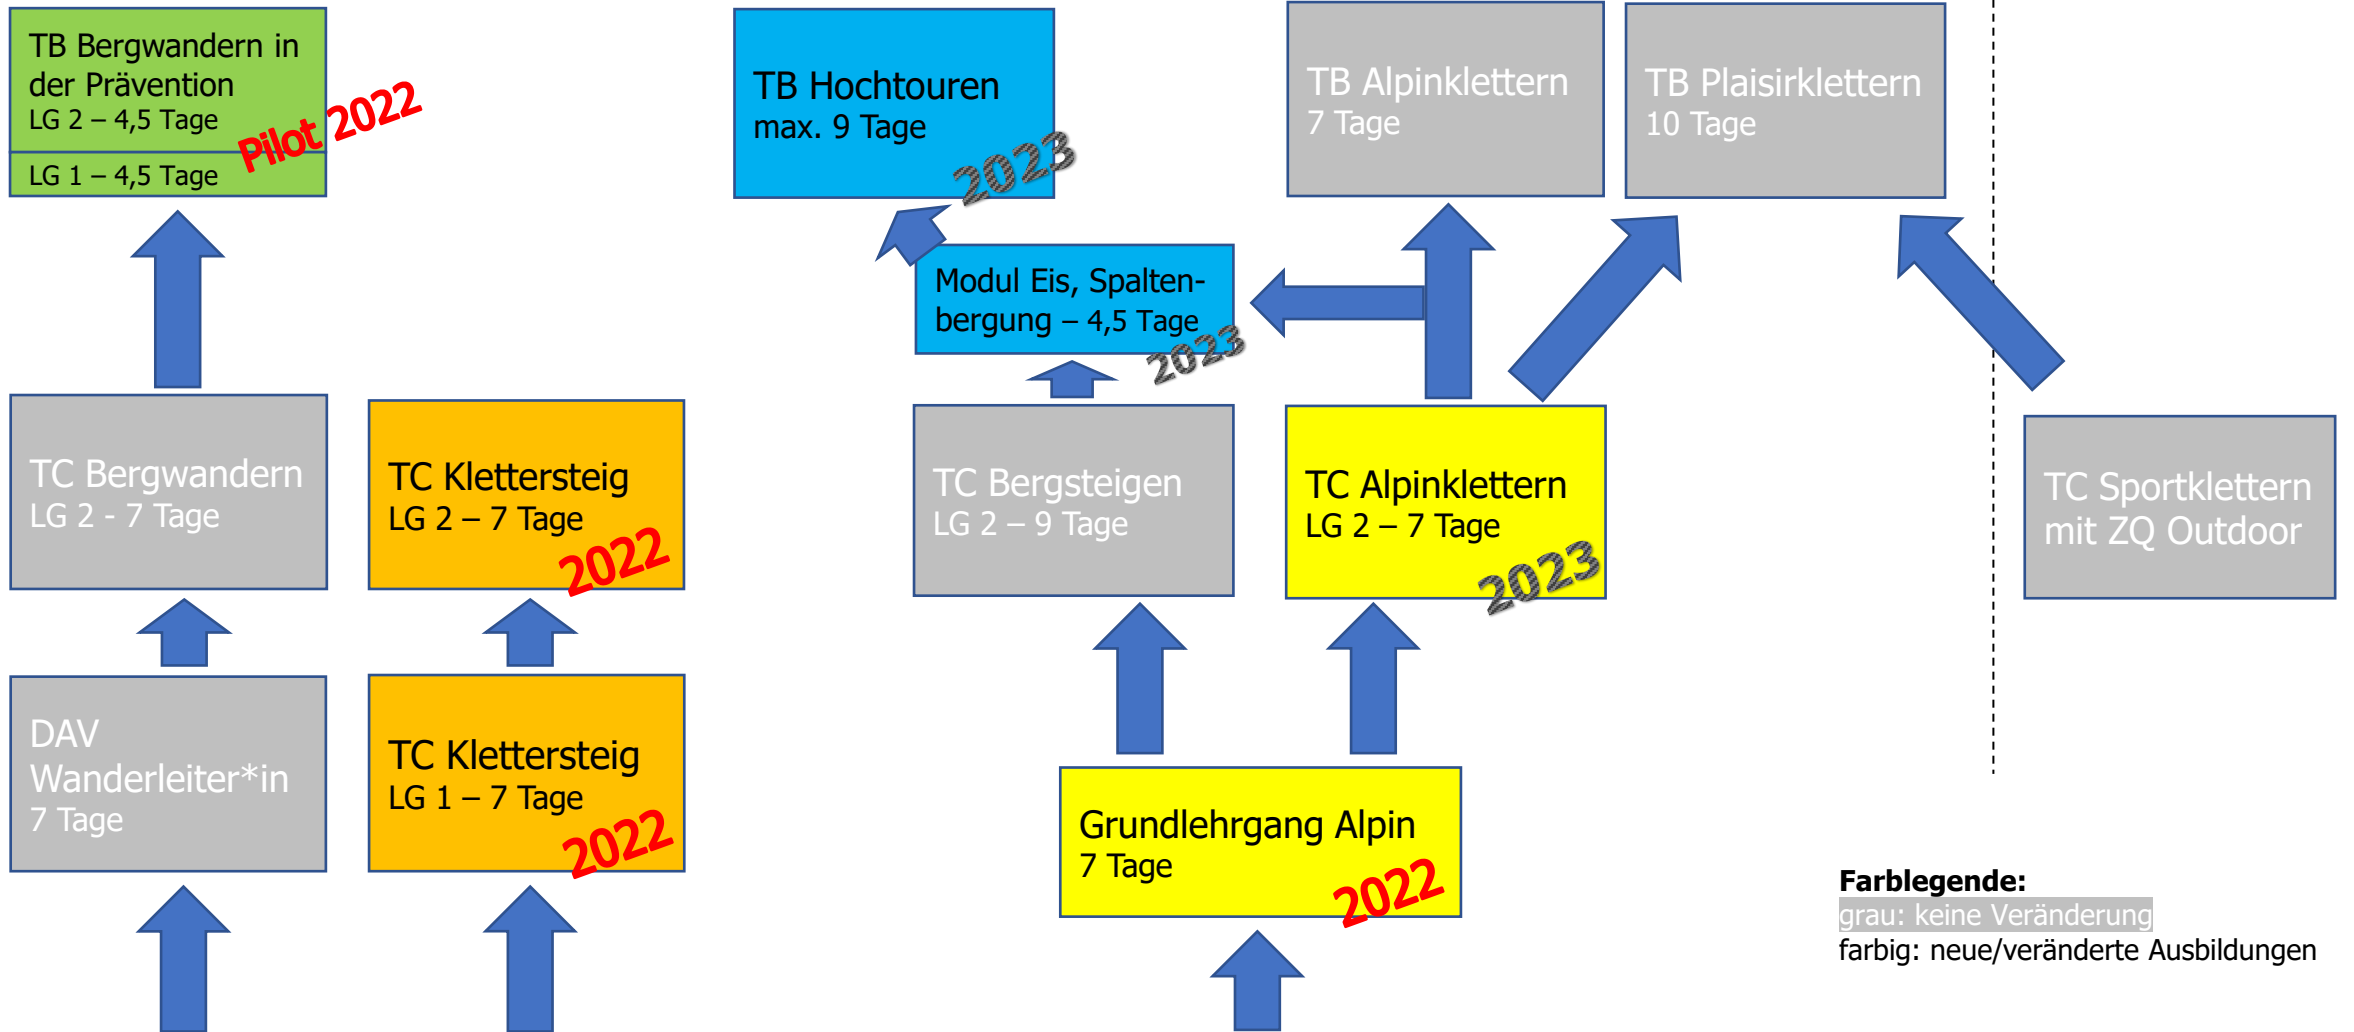 TB Bergwandern in
der Prävention
LG 2 – 4,5 Tage
Pilot 2022
LG 1 – 4,5 Tage
TB Hochtouren
max. 9 Tage
2023
TB Alpinklettern
7 Tage
TB Plaisirklettern
10 Tage
Modul Eis, Spalten-
bergung – 4,5 Tage
2023
TC Bergwandern
LG 2 - 7 Tage
TC Klettersteig
LG 2 – 7 Tage
2022
TC Bergsteigen
LG 2 – 9 Tage
TC Alpinklettern
LG 2 – 7 Tage
2023
TC Sportklettern
mit ZQ Outdoor
DAV
Wanderleiter*in
7 Tage
TC Klettersteig
LG 1 – 7 Tage
2022
Grundlehrgang Alpin
7 Tage
2022
Farblegende:
grau: keine Veränderung
farbig: neue/veränderte Ausbildungen